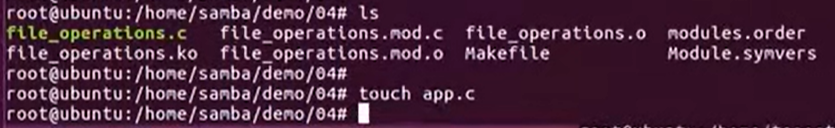 root@ubuntu:/home/samba/demo/04# ls
file_operations.c file_operations.mod.c file_operations.o modules.order
file_operations.ko file_operations.mod.o Makefile Module.symvers
root@ubuntu:/home/samba/demo/04#
root@ubuntu:/home/samba/demo/04# touch app.c
root@ubuntu:/home/samba/demo/04#